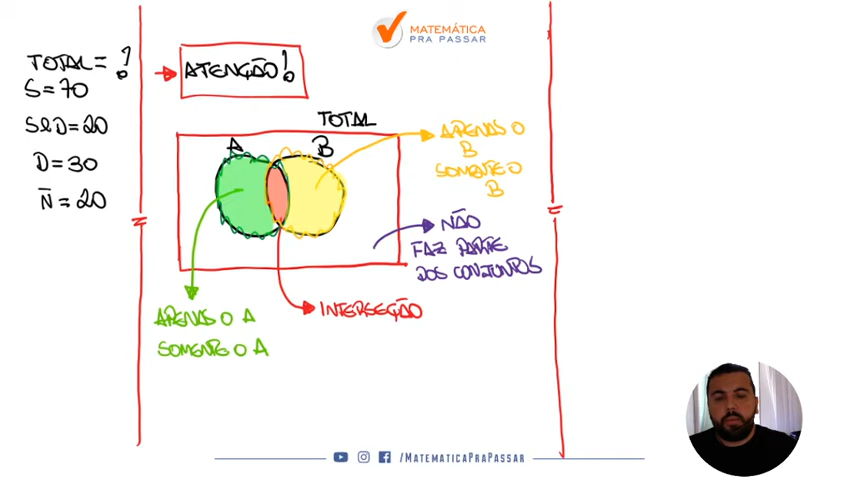 MATEMÁTICA
PRA PASSAR
TOTAL = ?
S = 70
S e D = 20
D = 30
N̄ = 20
ATENÇÃO!
TOTAL
A
B
APENAS O
B
SOMENTE O
B
NÃO
FAZ PARTE
DOS CONJUNTOS
INTERSEÇÃO
APENAS O A
SOMENTE O A
/MATEMATICAPRAPASSAR